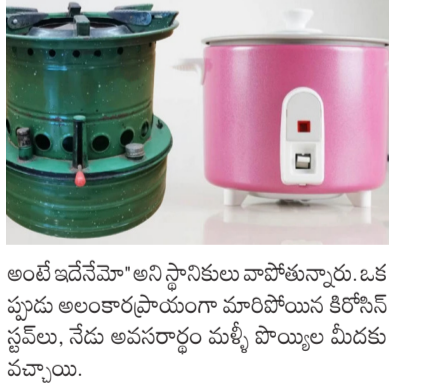 అంటే ఇదేనేమో" అని స్థానికులు వాపోతున్నారు. ఒక
ప్పుడు అలంకారప్రాయంగా మారిపోయిన కిరోసిన్
స్టవ్‌లు, నేడు అవసరార్థం మళ్ళీ పొయ్యిల మీదకు
వచ్చాయి.